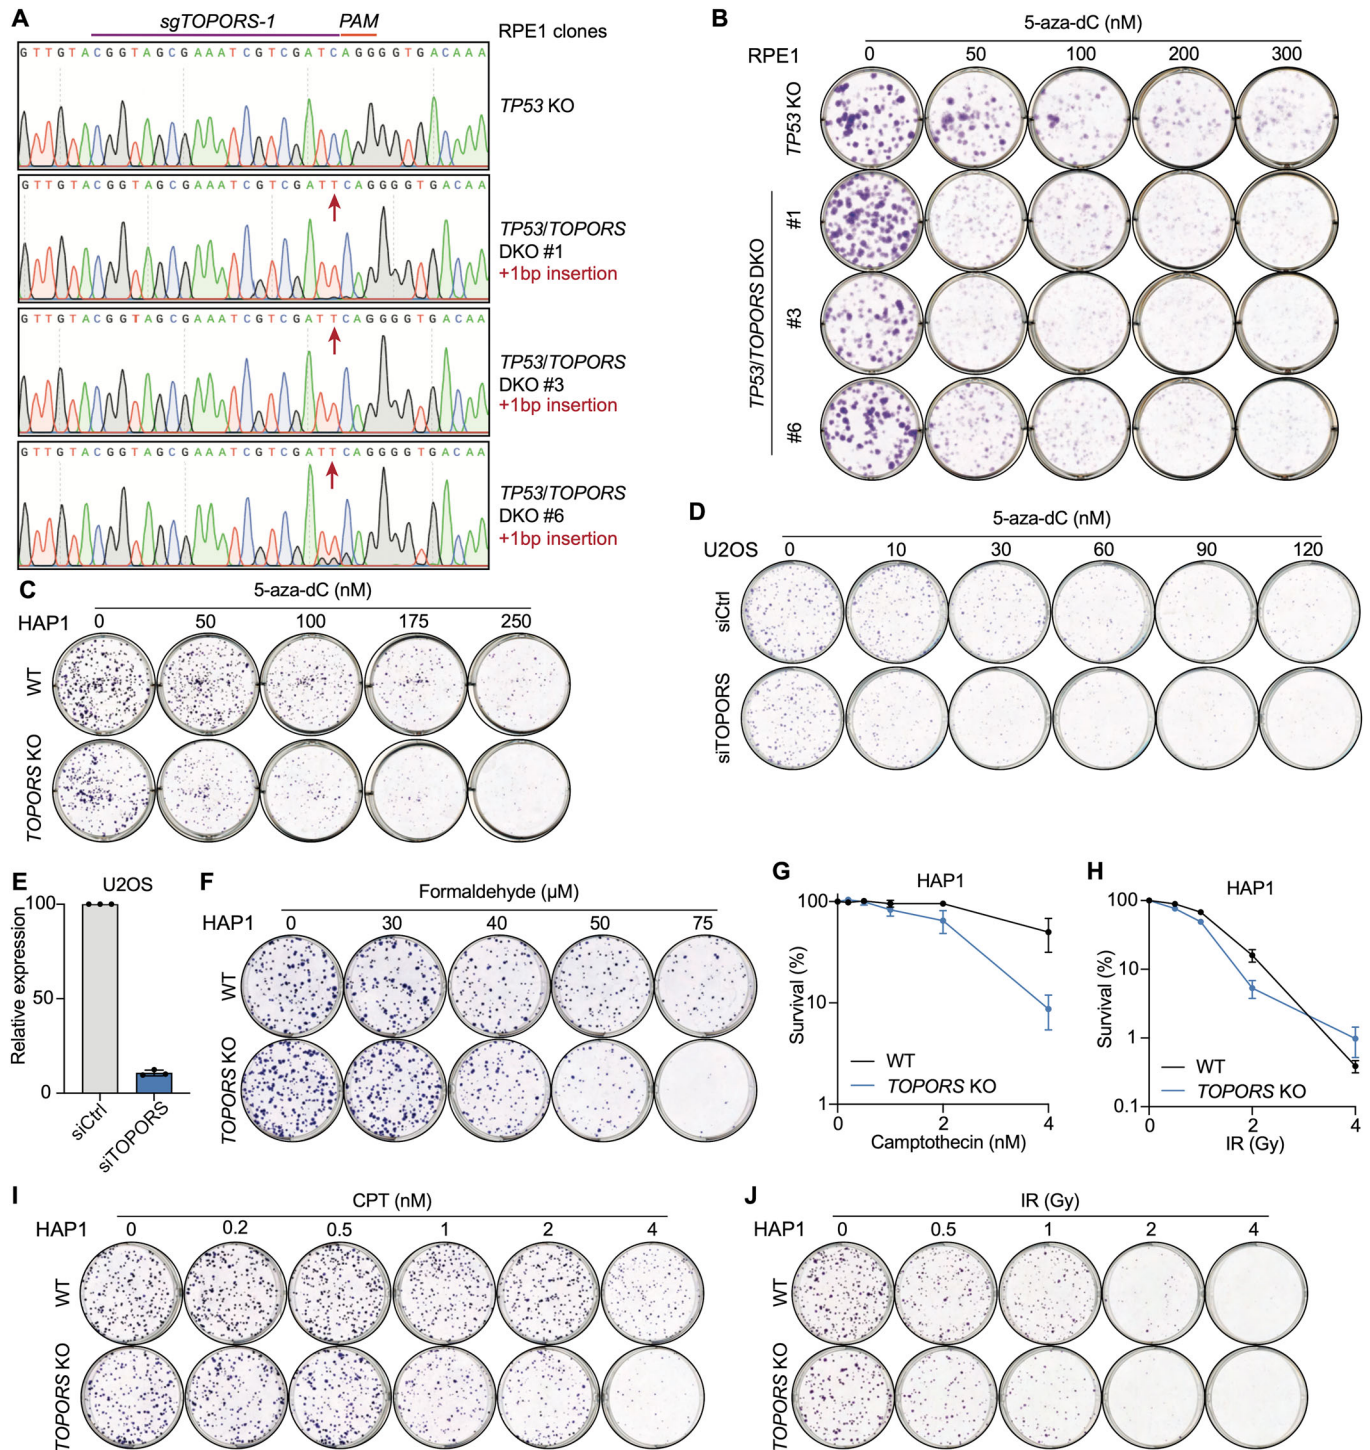 A
sgTOPORS-1 PAM
RPE1 clones
G T T G T A C G G T A G C G A A A T C G T C G A T C A G G G G T G A C A A A
TP53 KO
G T T G T A C G G T A G C G A A A T C G T C G A T T C A G G G G T G A C A A
TP53/TOPORS
DKO #1
+1bp insertion
G T T G T A C G G T A G C G A A A T C G T C G A T T C A G G G G T G A C A A
TP53/TOPORS
DKO #3
+1bp insertion
G T T G T A C G G T A G C G A A A T C G T C G A T T C A G G G G T G A C A A
TP53/TOPORS
DKO #6
+1bp insertion
B
5-aza-dC (nM)
RPE1 0 50 100 200 300
TP53 KO
TP53/TOPORS DKO
#1
#3
#6
C
5-aza-dC (nM)
HAP1 0 50 100 175 250
WT
TOPORS KO
D
5-aza-dC (nM)
U2OS 0 10 30 60 90 120
siCtrl
siTOPORS
E
U2OS
Relative expression
100
50
0
siCtrl
siTOPORS
F
Formaldehyde (µM)
HAP1 0 30 40 50 75
WT
TOPORS KO
G
HAP1
Survival (%)
100
10
1
WT
TOPORS KO
0 2 4
Camptothecin (nM)
H
HAP1
Survival (%)
100
10
1
0.1
WT
TOPORS KO
0 2 4
IR (Gy)
I
CPT (nM)
HAP1 0 0.2 0.5 1 2 4
WT
TOPORS KO
J
IR (Gy)
HAP1 0 0.5 1 2 4
WT
TOPORS KO